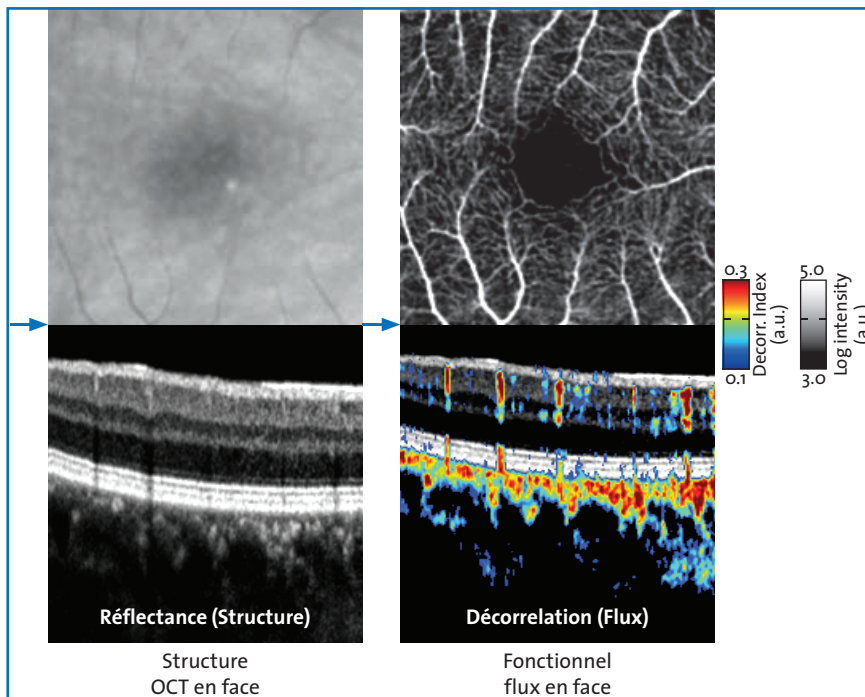 0.3
0.1
Decorr. Index
(a.u.)
5.0
3.0
Log intensity
(a.u.)
Réflectance (Structure)
Décorrelation (Flux)
Structure
OCT en face
Fonctionnel
flux en face